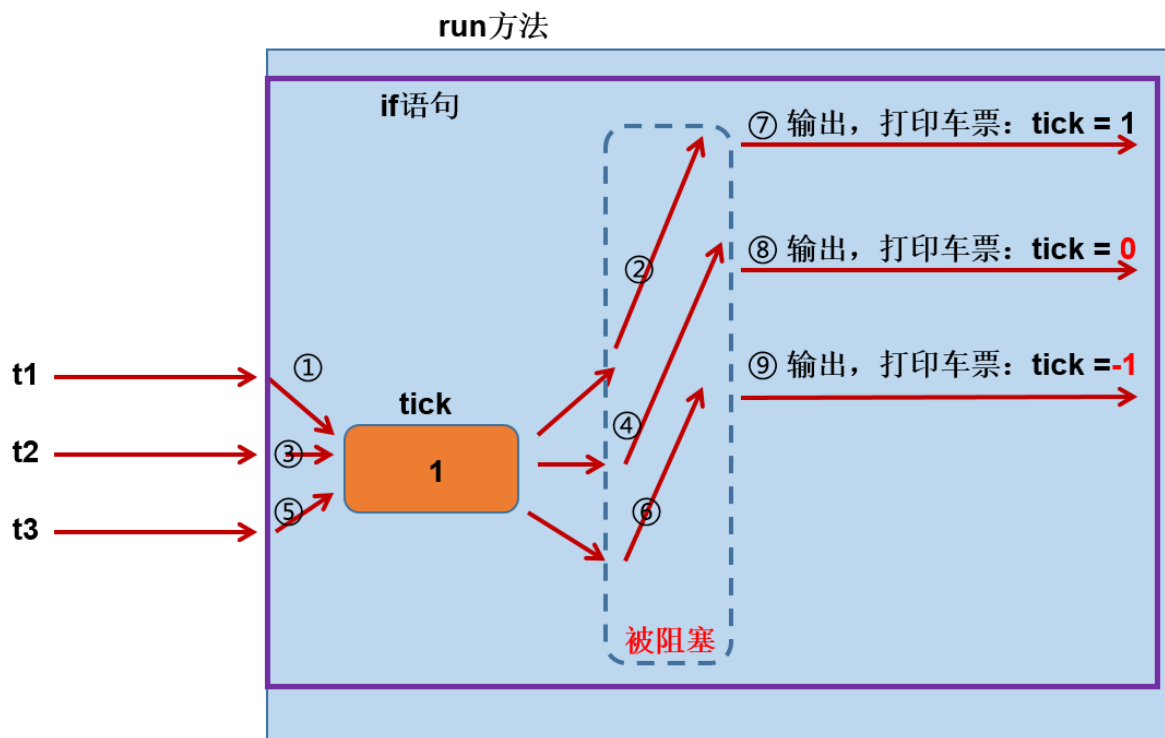 run方法
if语句
⑦ 输出，打印车票：tick = 1
②
⑧ 输出，打印车票：tick = 0
⑨ 输出，打印车票：tick =-1
t1
①
tick
④
t2
③
1
t3
⑤
⑥
被阻塞